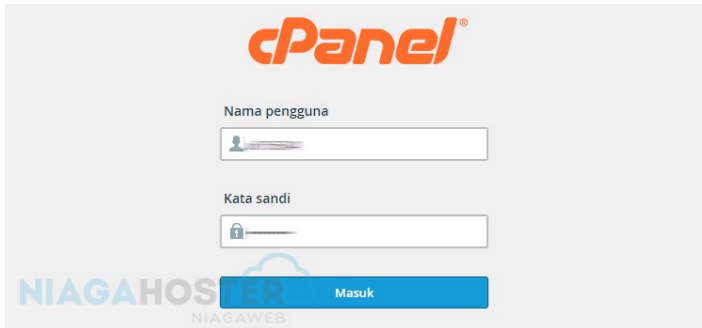 cPanel®
Nama pengguna
Kata sandi
Masuk
NIAGAHOSTER
NIAGAWEB